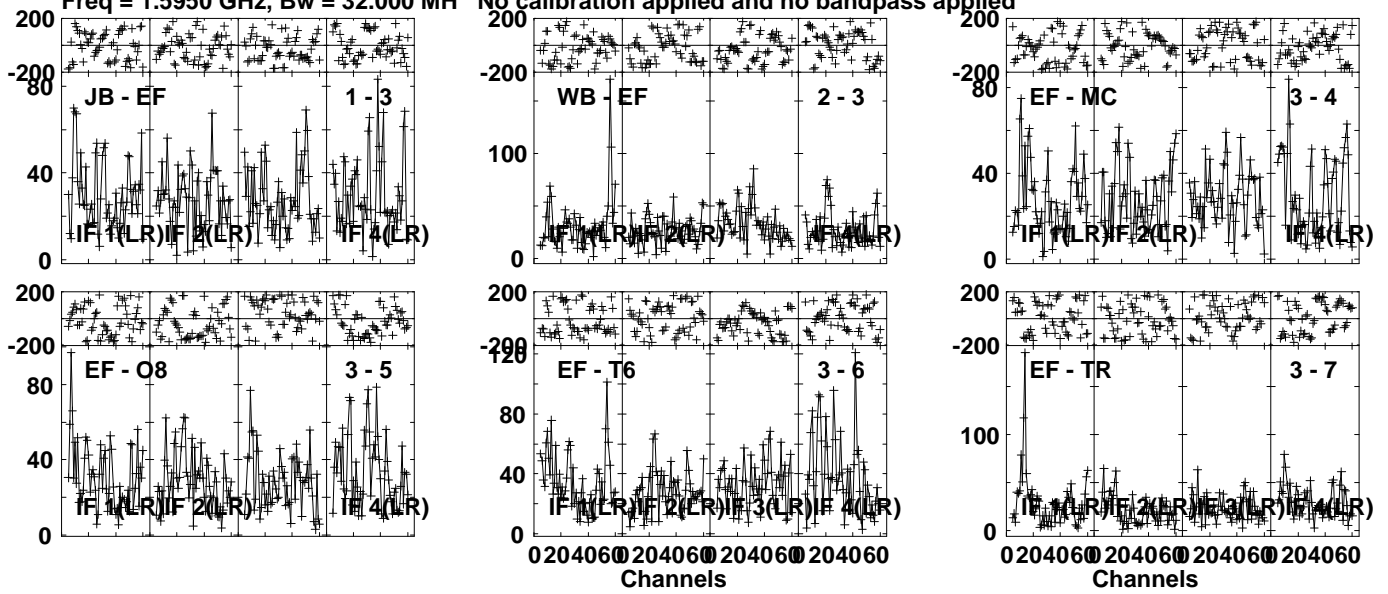 Freq = 1.5950 GHz, Bw = 32.000 MH No calibration applied and no bandpass applied
200 200 200
-200 -200 -200
JB - EF 1 - 3 WB - EF 2 - 3 EF - MC 3 - 4
80 80
100
40 40
IF 1(LR) IF 2(LR) IF 4(LR) IF 1(LR) IF 2(LR) IF 4(LR) IF 1(LR) IF 2(LR) IF 4(LR)
0 0 0
200 200 200
-200 -200 -200
120
EF - O8 3 - 5 EF - T6 3 - 6 EF - TR 3 - 7
80 80
100
40 40
IF 1(LR) IF 2(LR) IF 4(LR) IF 1(LR) IF 2(LR) IF 3(LR) IF 4(LR) IF 1(LR) IF 2(LR) IF 3(LR) IF 4(LR)
0 0 0
0 20 40 60 0 20 40 60 0 20 40 60 0 20 40 60 0 20 40 60 0 20 40 60 0 20 40 60 0 20 40 60
Channels Channels